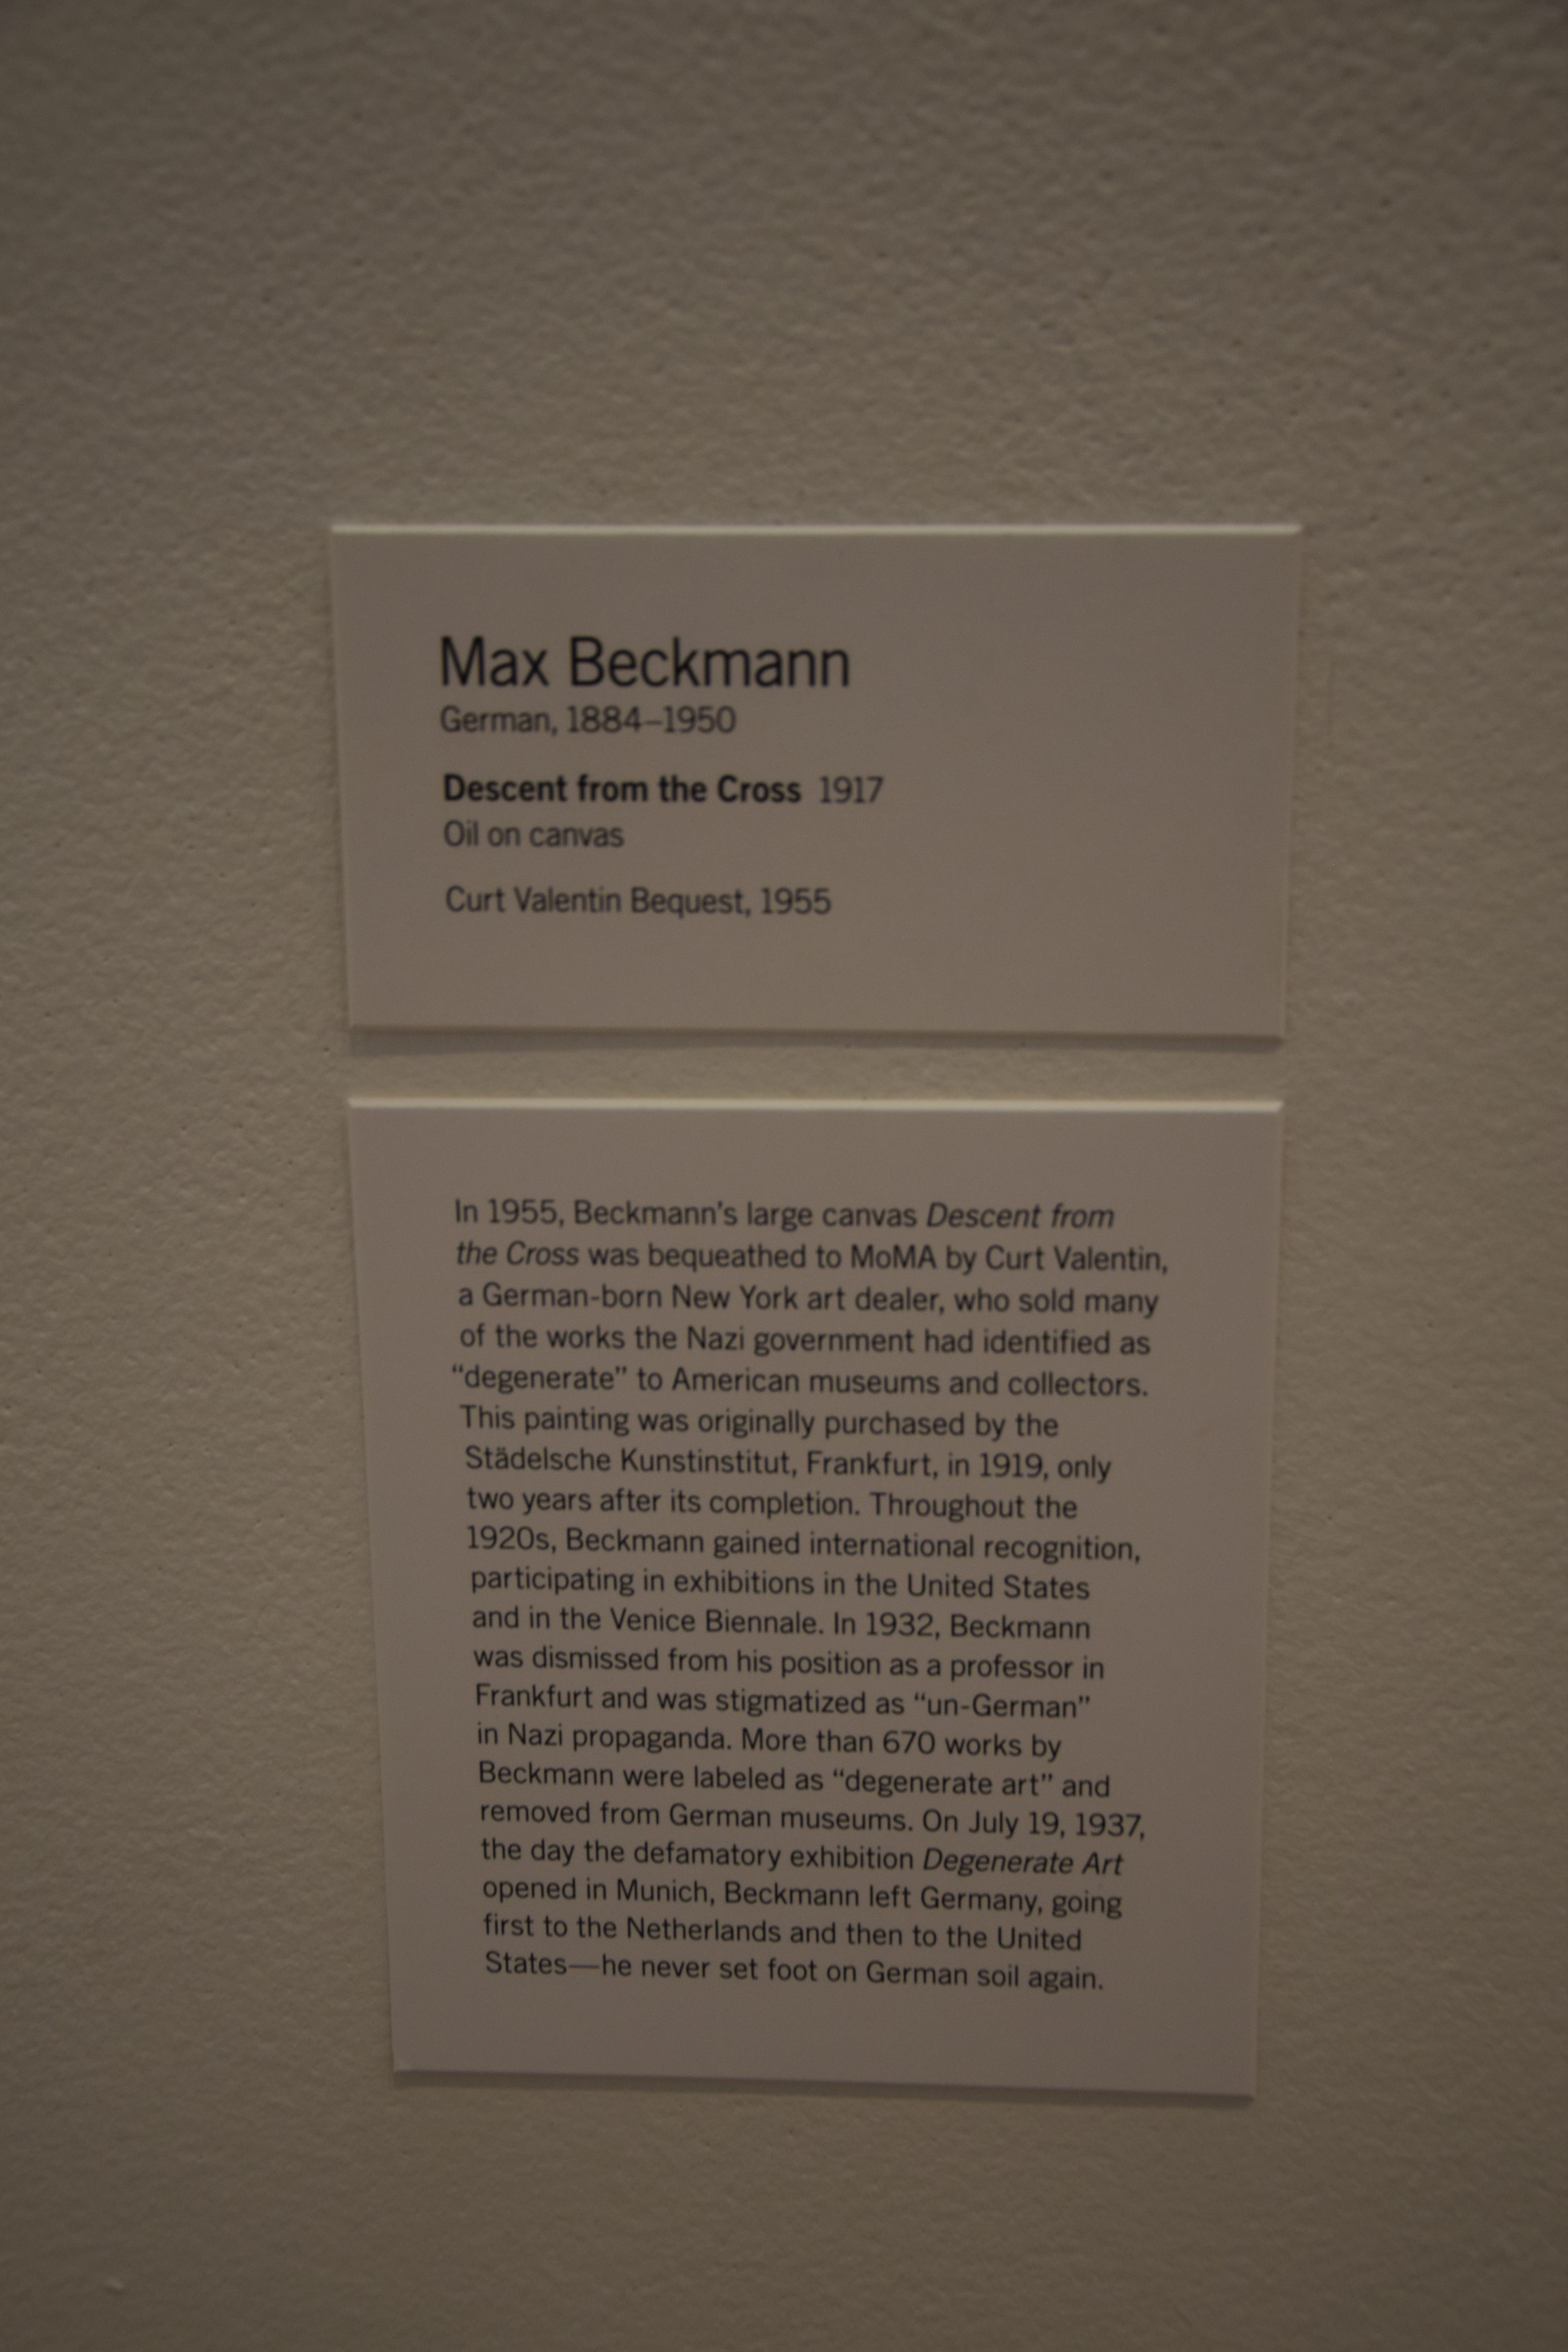 Max Beckmann
German, 1884–1950
Descent from the Cross 1917
Oil on canvas
Curt Valentin Bequest, 1955
In 1955, Beckmann's large canvas Descent from
the Cross was bequeathed to MoMA by Curt Valentin,
a German-born New York art dealer, who sold many
of the works the Nazi government had identified as
“degenerate” to American museums and collectors.
This painting was originally purchased by the
Städelsche Kunstinstitut, Frankfurt, in 1919, only
two years after its completion. Throughout the
1920s, Beckmann gained international recognition,
participating in exhibitions in the United States
and in the Venice Biennale. In 1932, Beckmann
was dismissed from his position as a professor in
Frankfurt and was stigmatized as “un-German”
in Nazi propaganda. More than 670 works by
Beckmann were labeled as “degenerate art” and
removed from German museums. On July 19, 1937,
the day the defamatory exhibition Degenerate Art
opened in Munich, Beckmann left Germany, going
first to the Netherlands and then to the United
States—he never set foot on German soil again.